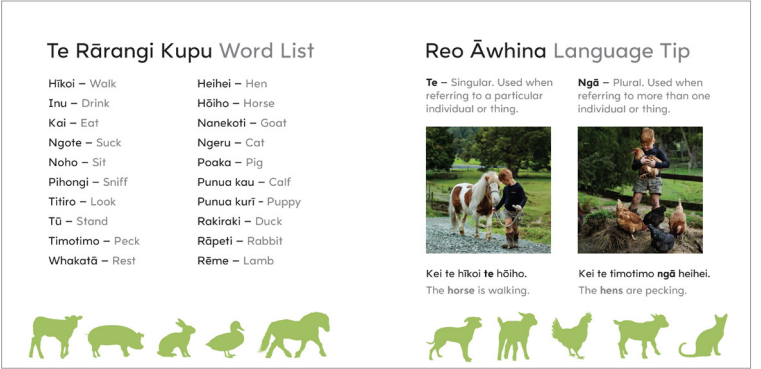 Te Rārangi Kupu Word List
Hīkoi – Walk
Inu – Drink
Kai – Eat
Ngote – Suck
Noho – Sit
Pihongi – Sniff
Titiro – Look
Tū – Stand
Timotimo – Peck
Whakatā – Rest
Heihei – Hen
Hōiho – Horse
Nanekoti – Goat
Ngeru – Cat
Poaka – Pig
Punua kau – Calf
Punua kurī - Puppy
Rakiraki – Duck
Rāpeti – Rabbit
Rēme – Lamb
Reo Āwhina Language Tip
Te – Singular. Used when
referring to a particular
individual or thing.
Kei te hīkoi te hōiho.
The horse is walking.
Ngā – Plural. Used when
referring to more than one
individual or thing.
Kei te timotimo ngā heihei.
The hens are pecking.